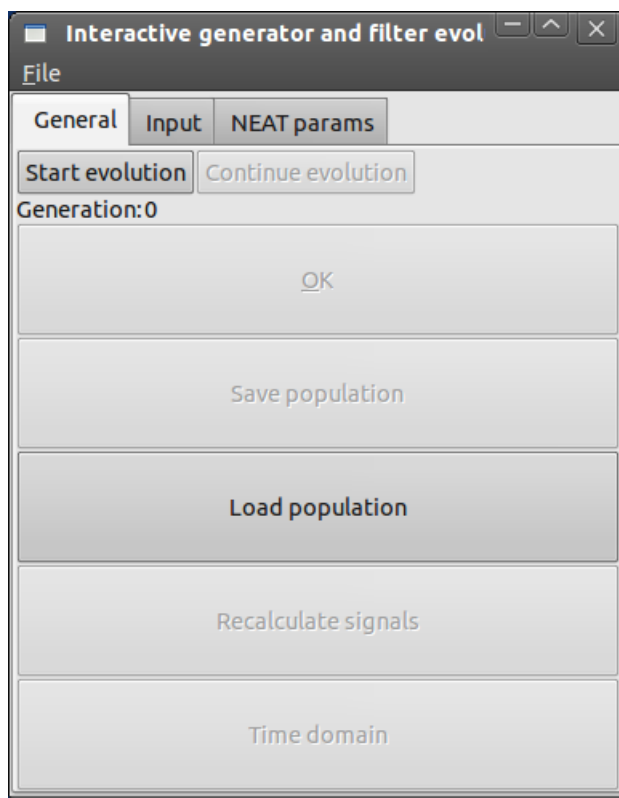 Interactive generator and filter evol
File
General Input NEAT params
Start evolution Continue evolution
Generation:0
OK
Save population
Load population
Recalculate signals
Time domain